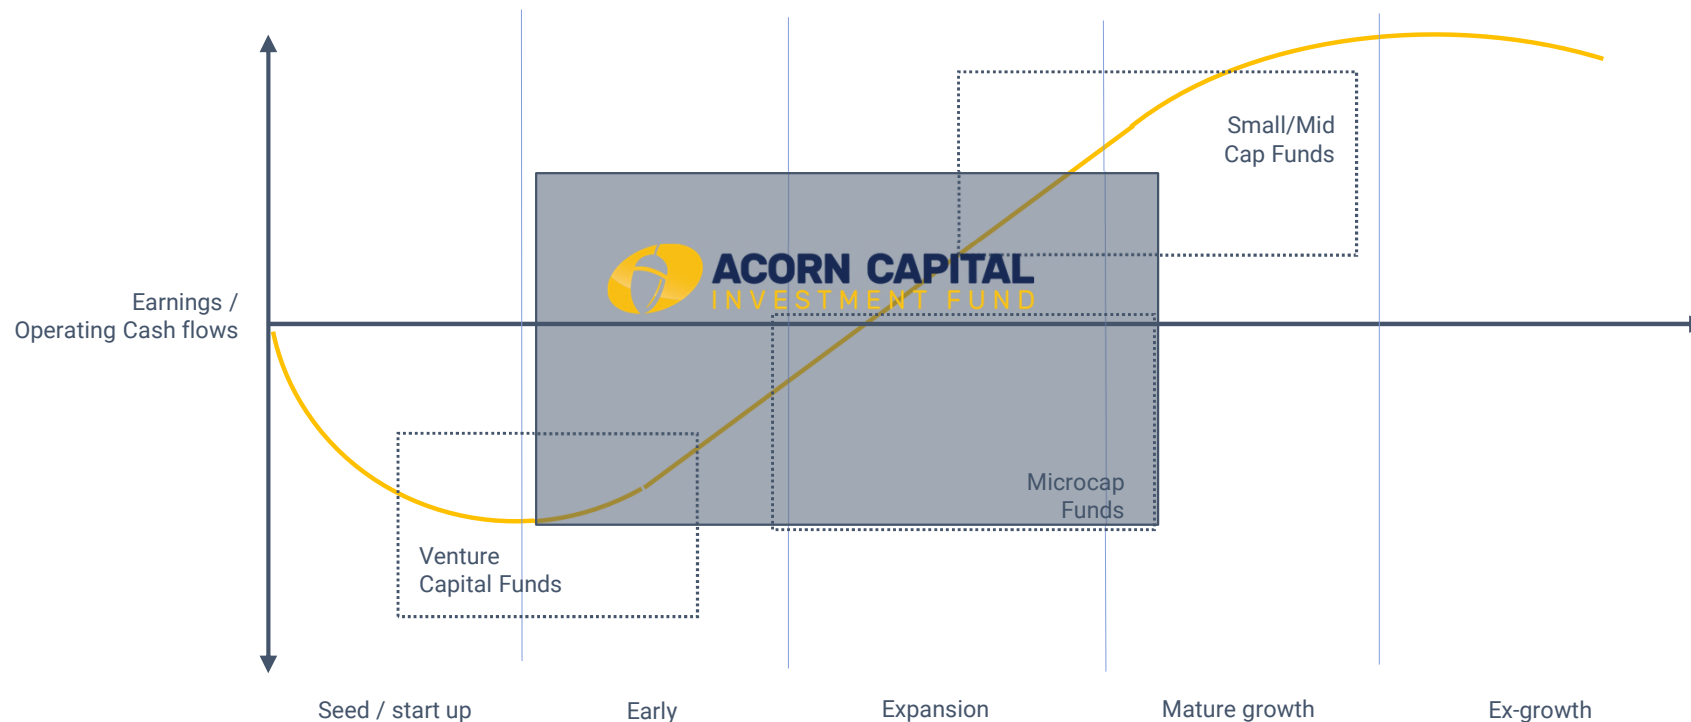 Small/Mid
Cap Funds
ACORN CAPITAL
INVESTMENT FUND
Earnings /
Operating Cash flows
Microcap
Funds
Venture
Capital Funds
Seed / start up
Early
Expansion
Mature growth
Ex-growth